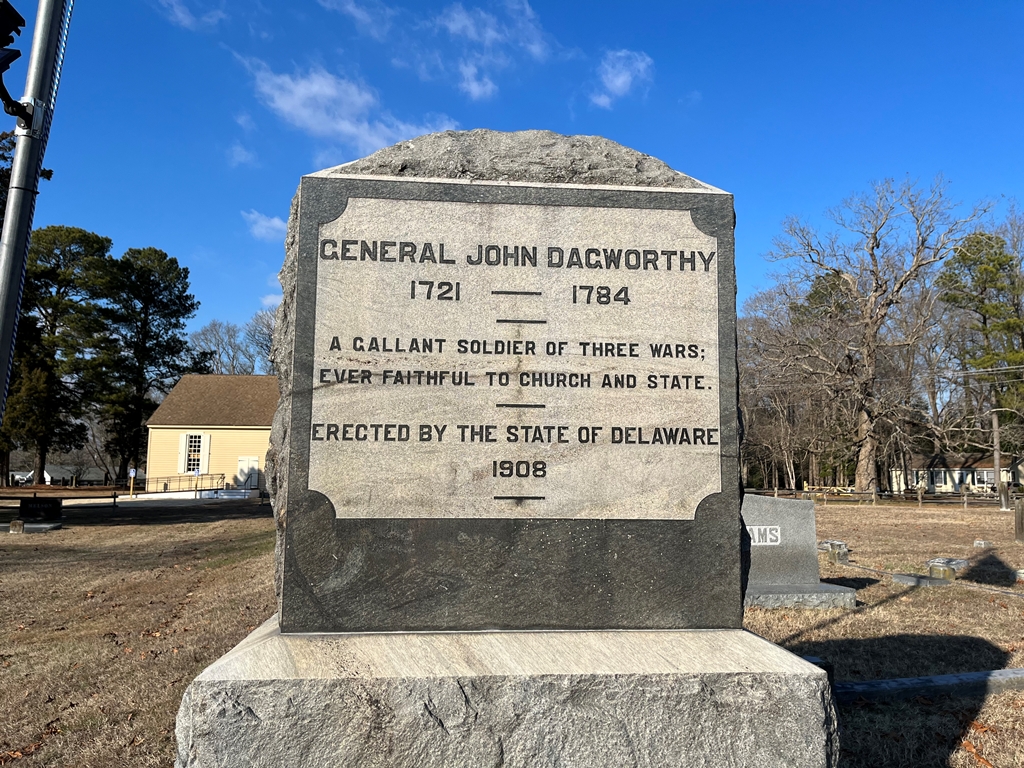 GENERAL JOHN DAGWORTHY
1721 — 1784
A GALLANT SOLDIER OF THREE WARS;
EVER FAITHFUL TO CHURCH AND STATE.
ERECTED BY THE STATE OF DELAWARE
1908
AMS